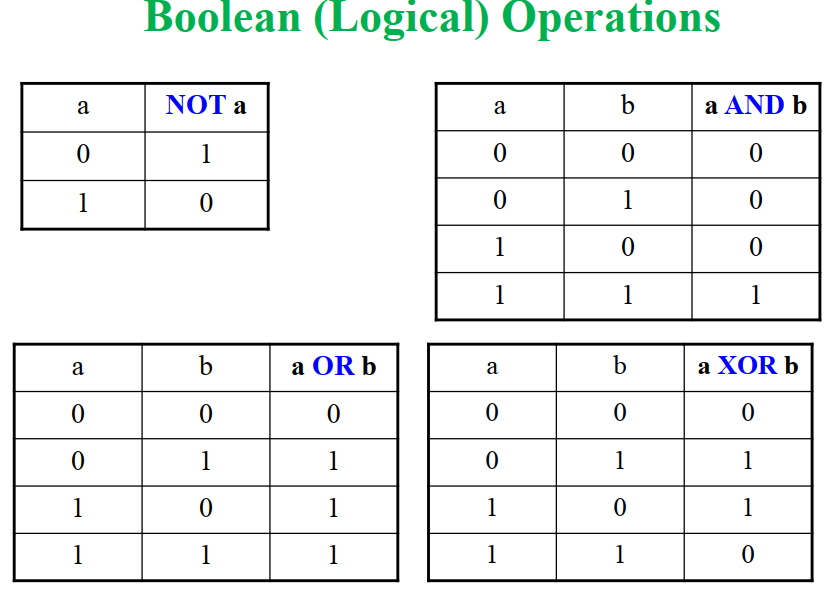 Boolean (Logical) Operations
a NOT a
0 1
1 0
a b a AND b
0 0 0
0 1 0
1 0 0
1 1 1
a b a OR b
0 0 0
0 1 1
1 0 1
1 1 1
a b a XOR b
0 0 0
0 1 1
1 0 1
1 1 0